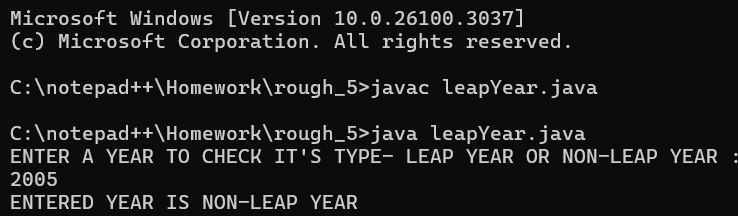 Microsoft Windows [Version 10.0.26100.3037]
(c) Microsoft Corporation. All rights reserved.
C:\notepad++\Homework\rough_5>javac leapYear.java
C:\notepad++\Homework\rough_5>java leapYear.java
ENTER A YEAR TO CHECK IT'S TYPE- LEAP YEAR OR NON-LEAP YEAR :
2005
ENTERED YEAR IS NON-LEAP YEAR